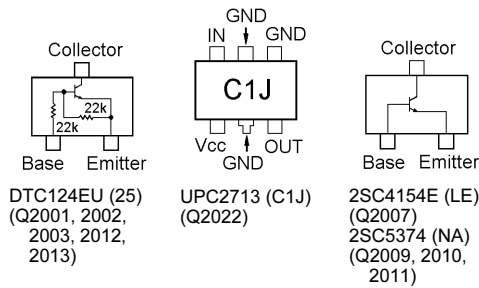 Collector
22k
22k
Base Emitter
DTC124EU (25)
(Q2001, 2002,
2003, 2012,
2013)
GND
IN GND
C1J
Vcc OUT
GND
UPC2713 (C1J)
(Q2022)
Collector
Base Emitter
2SC4154E (LE)
(Q2007)
2SC5374 (NA)
(Q2009, 2010,
2011)